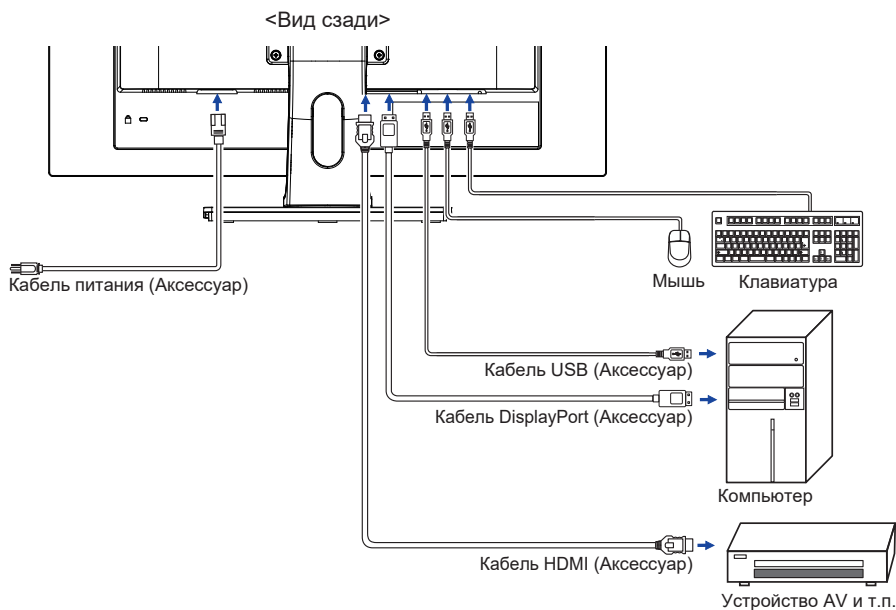 <Вид сзади>
Кабель питания (Аксессуар)
Мышь
Клавиатура
Кабель USB (Аксессуар)
Кабель DisplayPort (Аксессуар)
Компьютер
Кабель HDMI (Аксессуар)
Устройство AV и т.п.